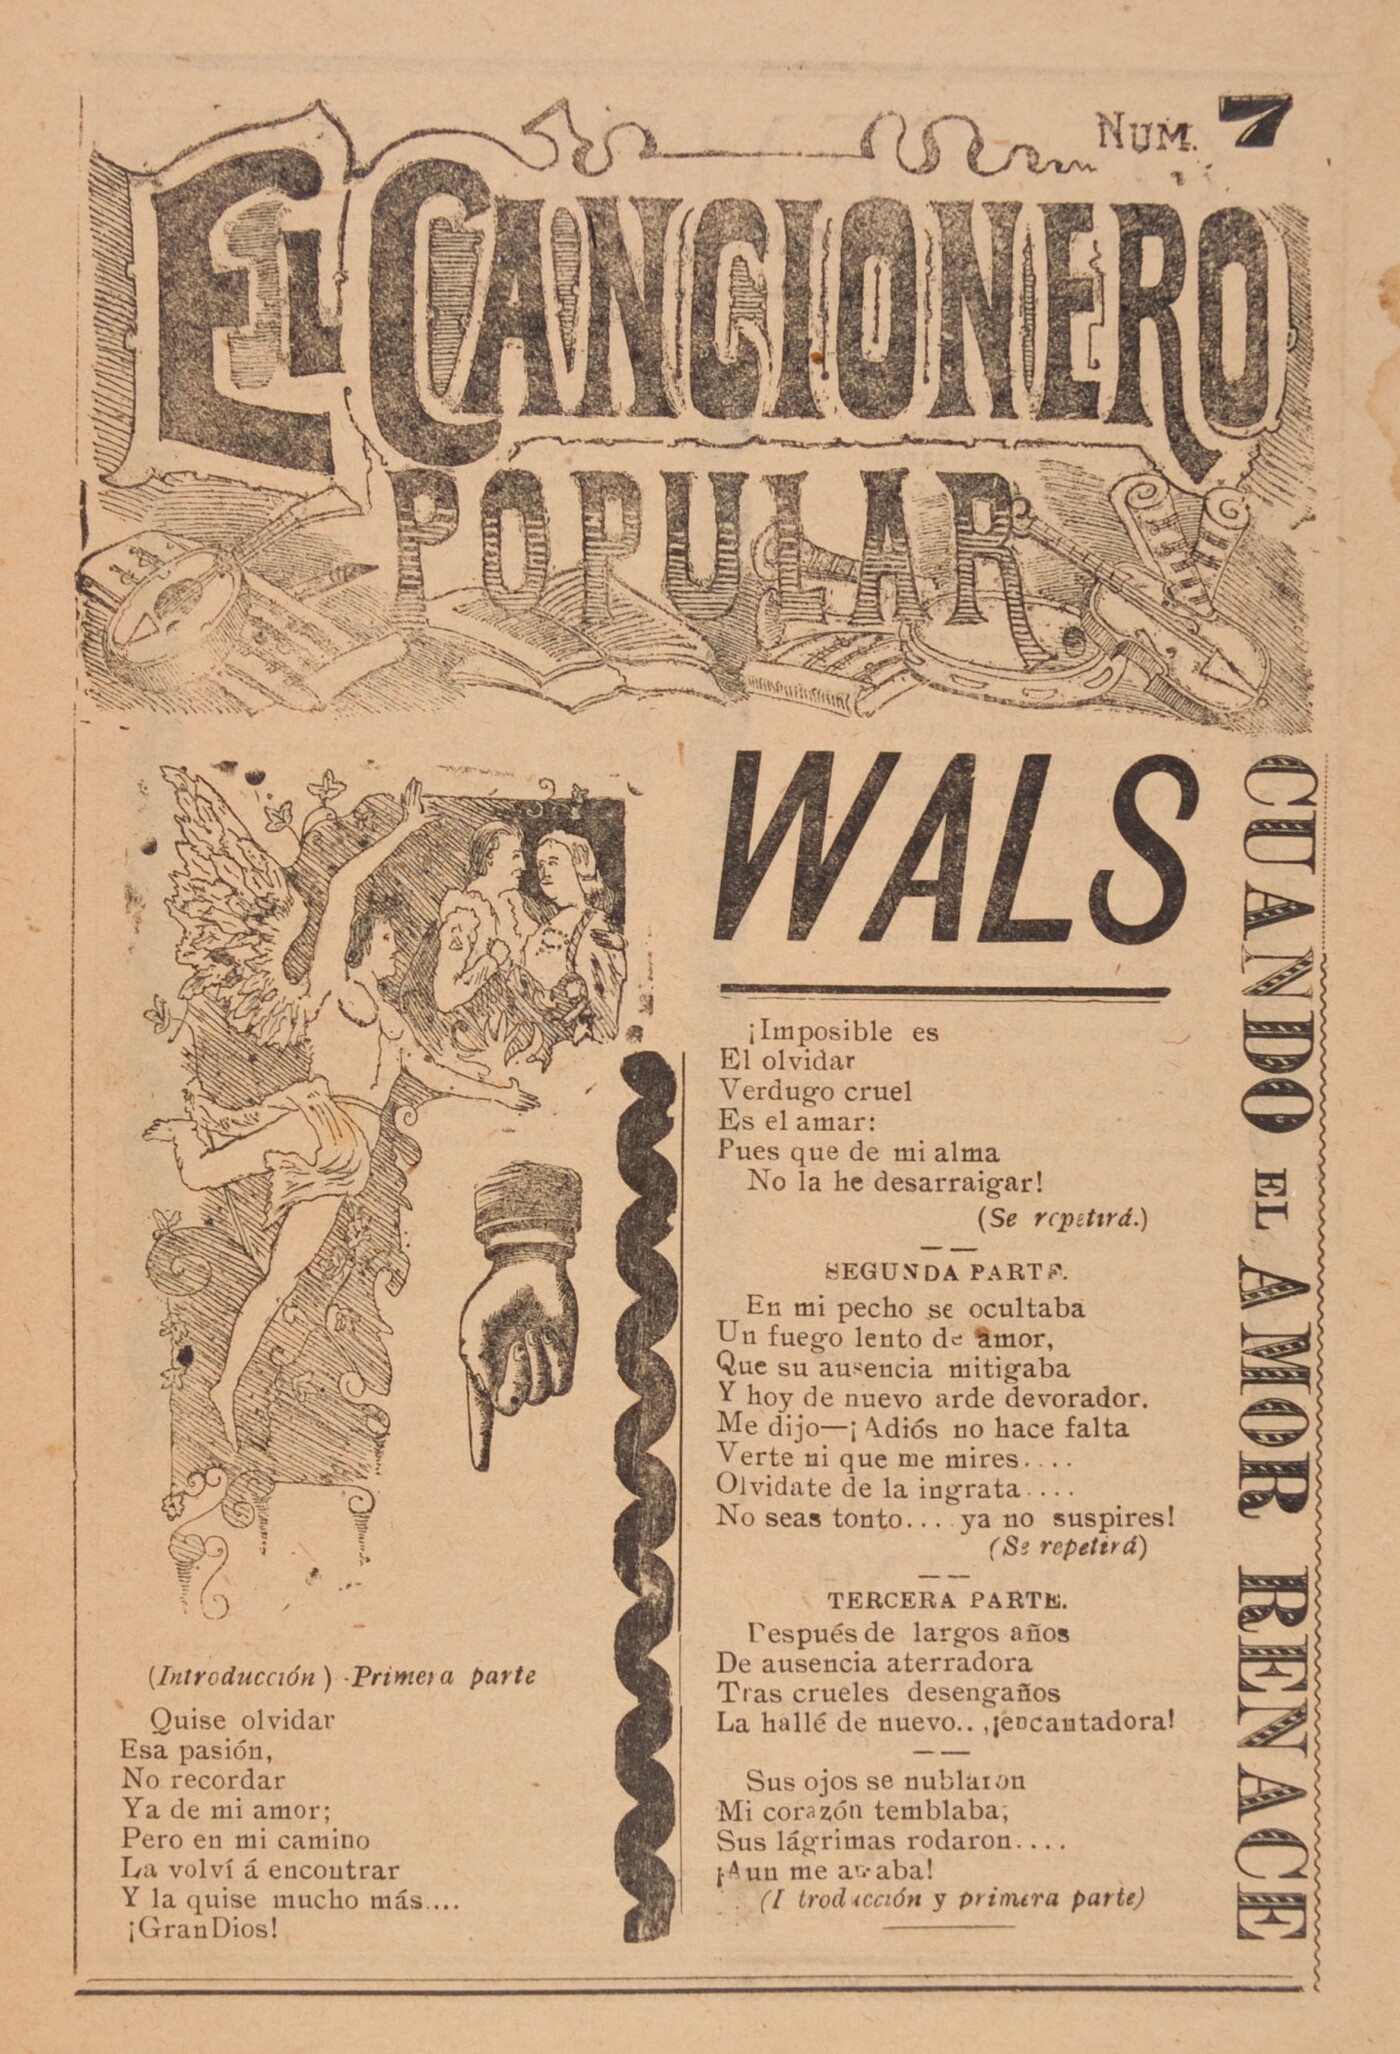 NUM. 7
EL CANCIONERO
POPULAR
WALS
CUANDO EL AMOR RENACE
(Introducción) -Primera parte
Quise olvidar
Esa pasión,
No recordar
Ya de mi amor;
Pero en mi camino
La volví á encontrar
Y la quise mucho más....
¡GranDios!
¡Imposible es
El olvidar
Verdugo cruel
Es el amar:
Pues que de mi alma
No la he desarraigar!
(Se repetirá.)
SEGUNDA PARTE.
En mi pecho se ocultaba
Un fuego lento de amor,
Que su ausencia mitigaba
Y hoy de nuevo arde devorador.
Me dijo—¡Adiós no hace falta
Verte ni que me mires....
Olvidate de la ingrata....
No seas tonto.... ya no suspires!
(Se repetirá)
TERCERA PARTE.
Después de largos años
De ausencia aterradora
Tras crueles desengaños
La hallé de nuevo..,¡encantadora!
Sus ojos se nublaron
Mi corazón temblaba;
Sus lágrimas rodaron....
¡Aun me amaba!
(Introducción y primera parte)